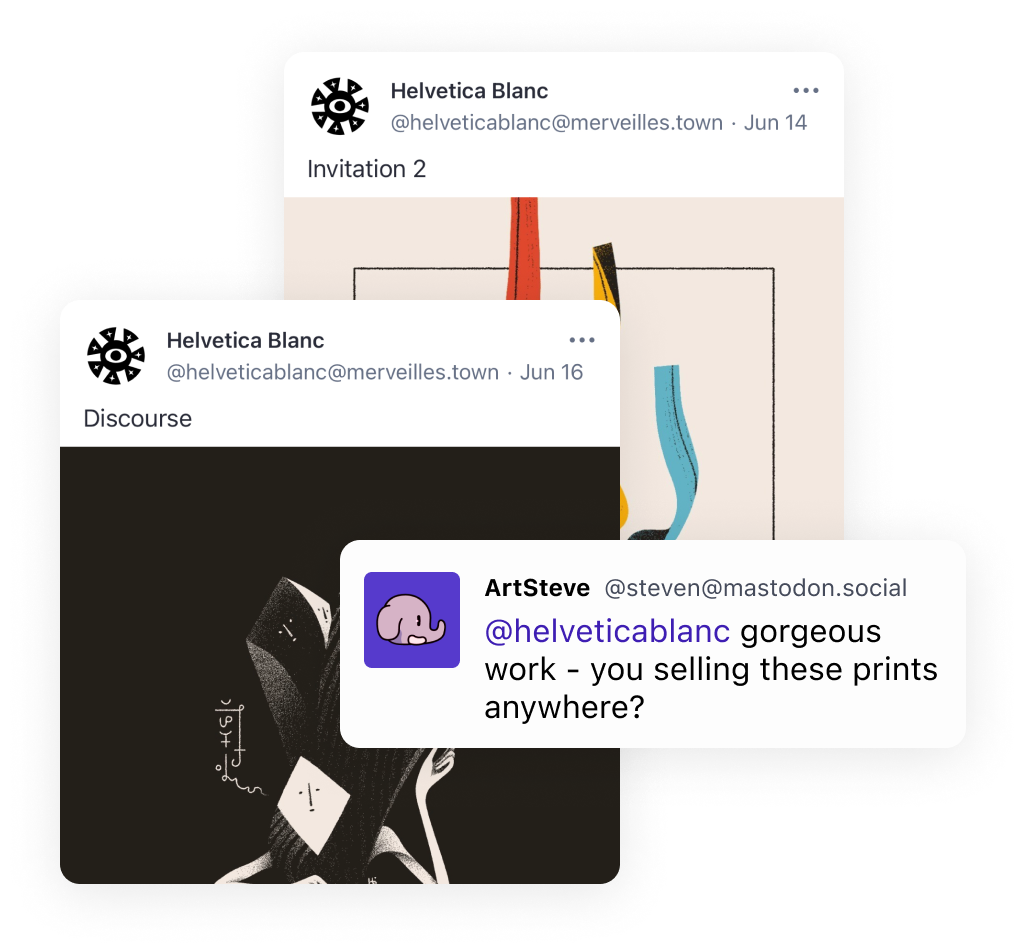 Helvetica Blanc
@helveticablanc@merveilles.town · Jun 14
Invitation 2
Helvetica Blanc
@helveticablanc@merveilles.town · Jun 16
Discourse
ArtSteve @steven@mastodon.social
@helveticablanc gorgeous
work - you selling these prints
anywhere?